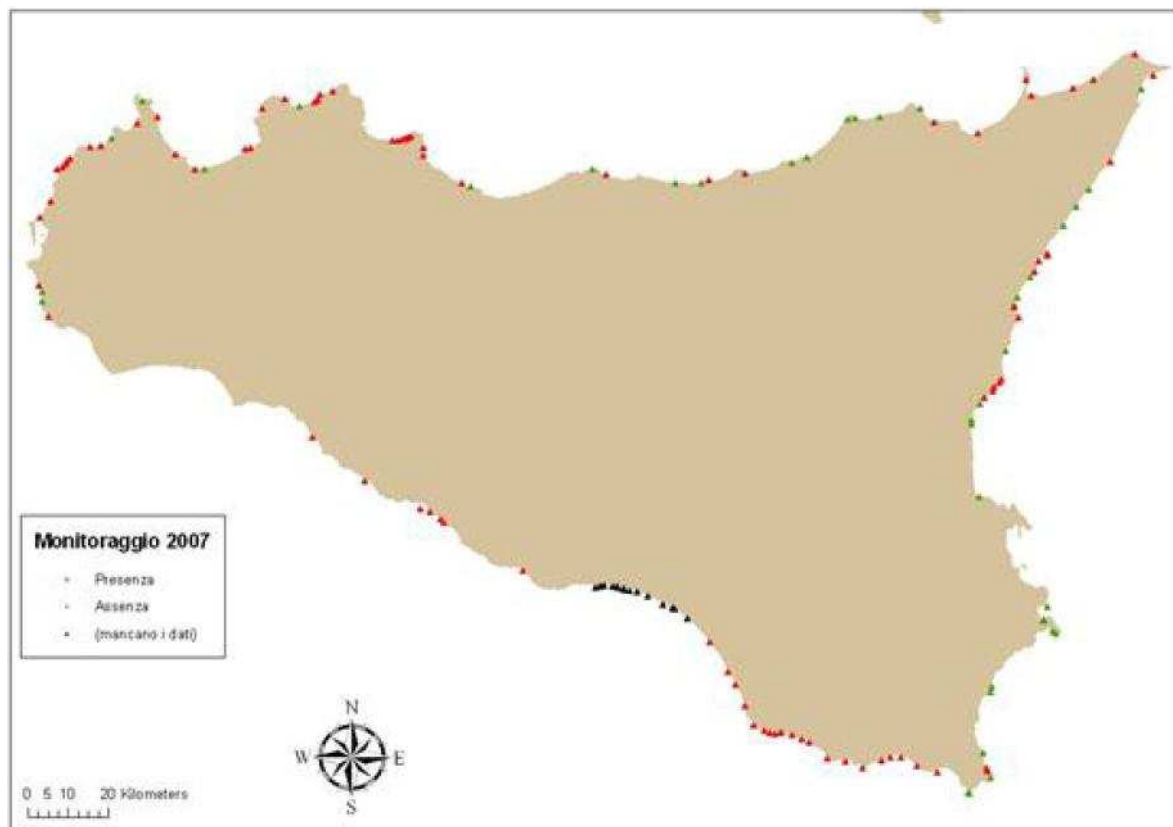 Monitoraggio 2007
Presenza
Assenza
(mancano i dati)
N
W E
S
0 5 10 20 Kilometers